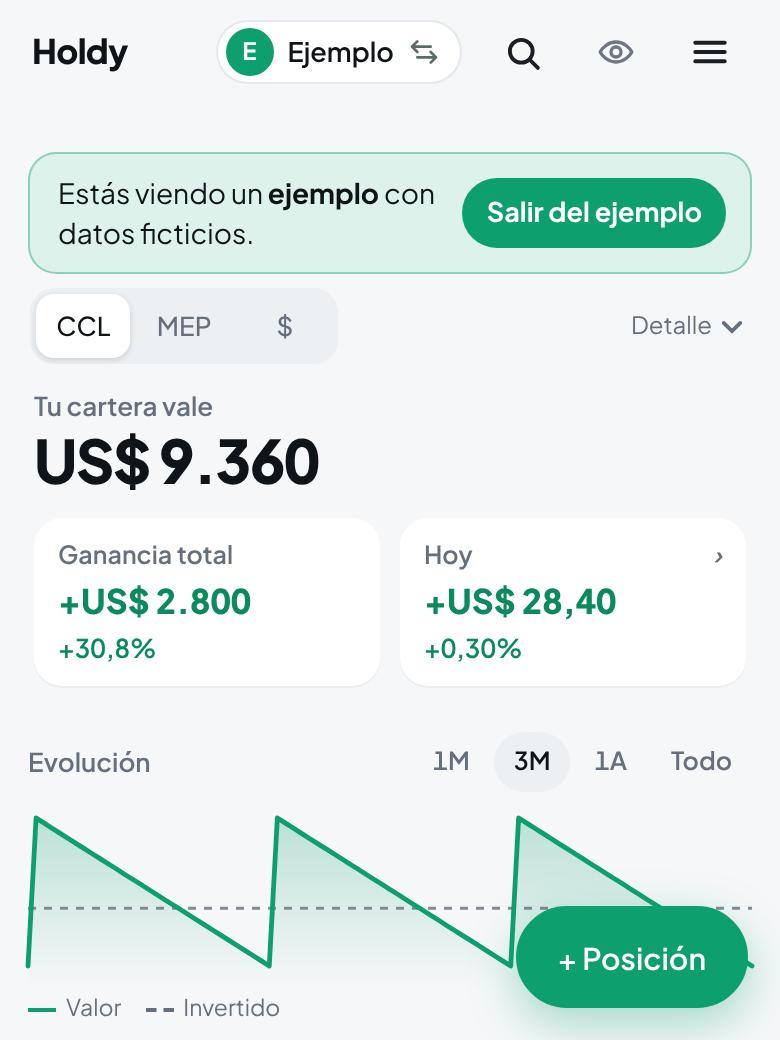 Holdy
E Ejemplo
Estás viendo un ejemplo con
datos ficticios.
Salir del ejemplo
CCL MEP $
Detalle
Tu cartera vale
US$ 9.360
Ganancia total
+US$ 2.800
+30,8%
Hoy ›
+US$ 28,40
+0,30%
Evolución
1M 3M 1A Todo
+ Posición
Valor Invertido